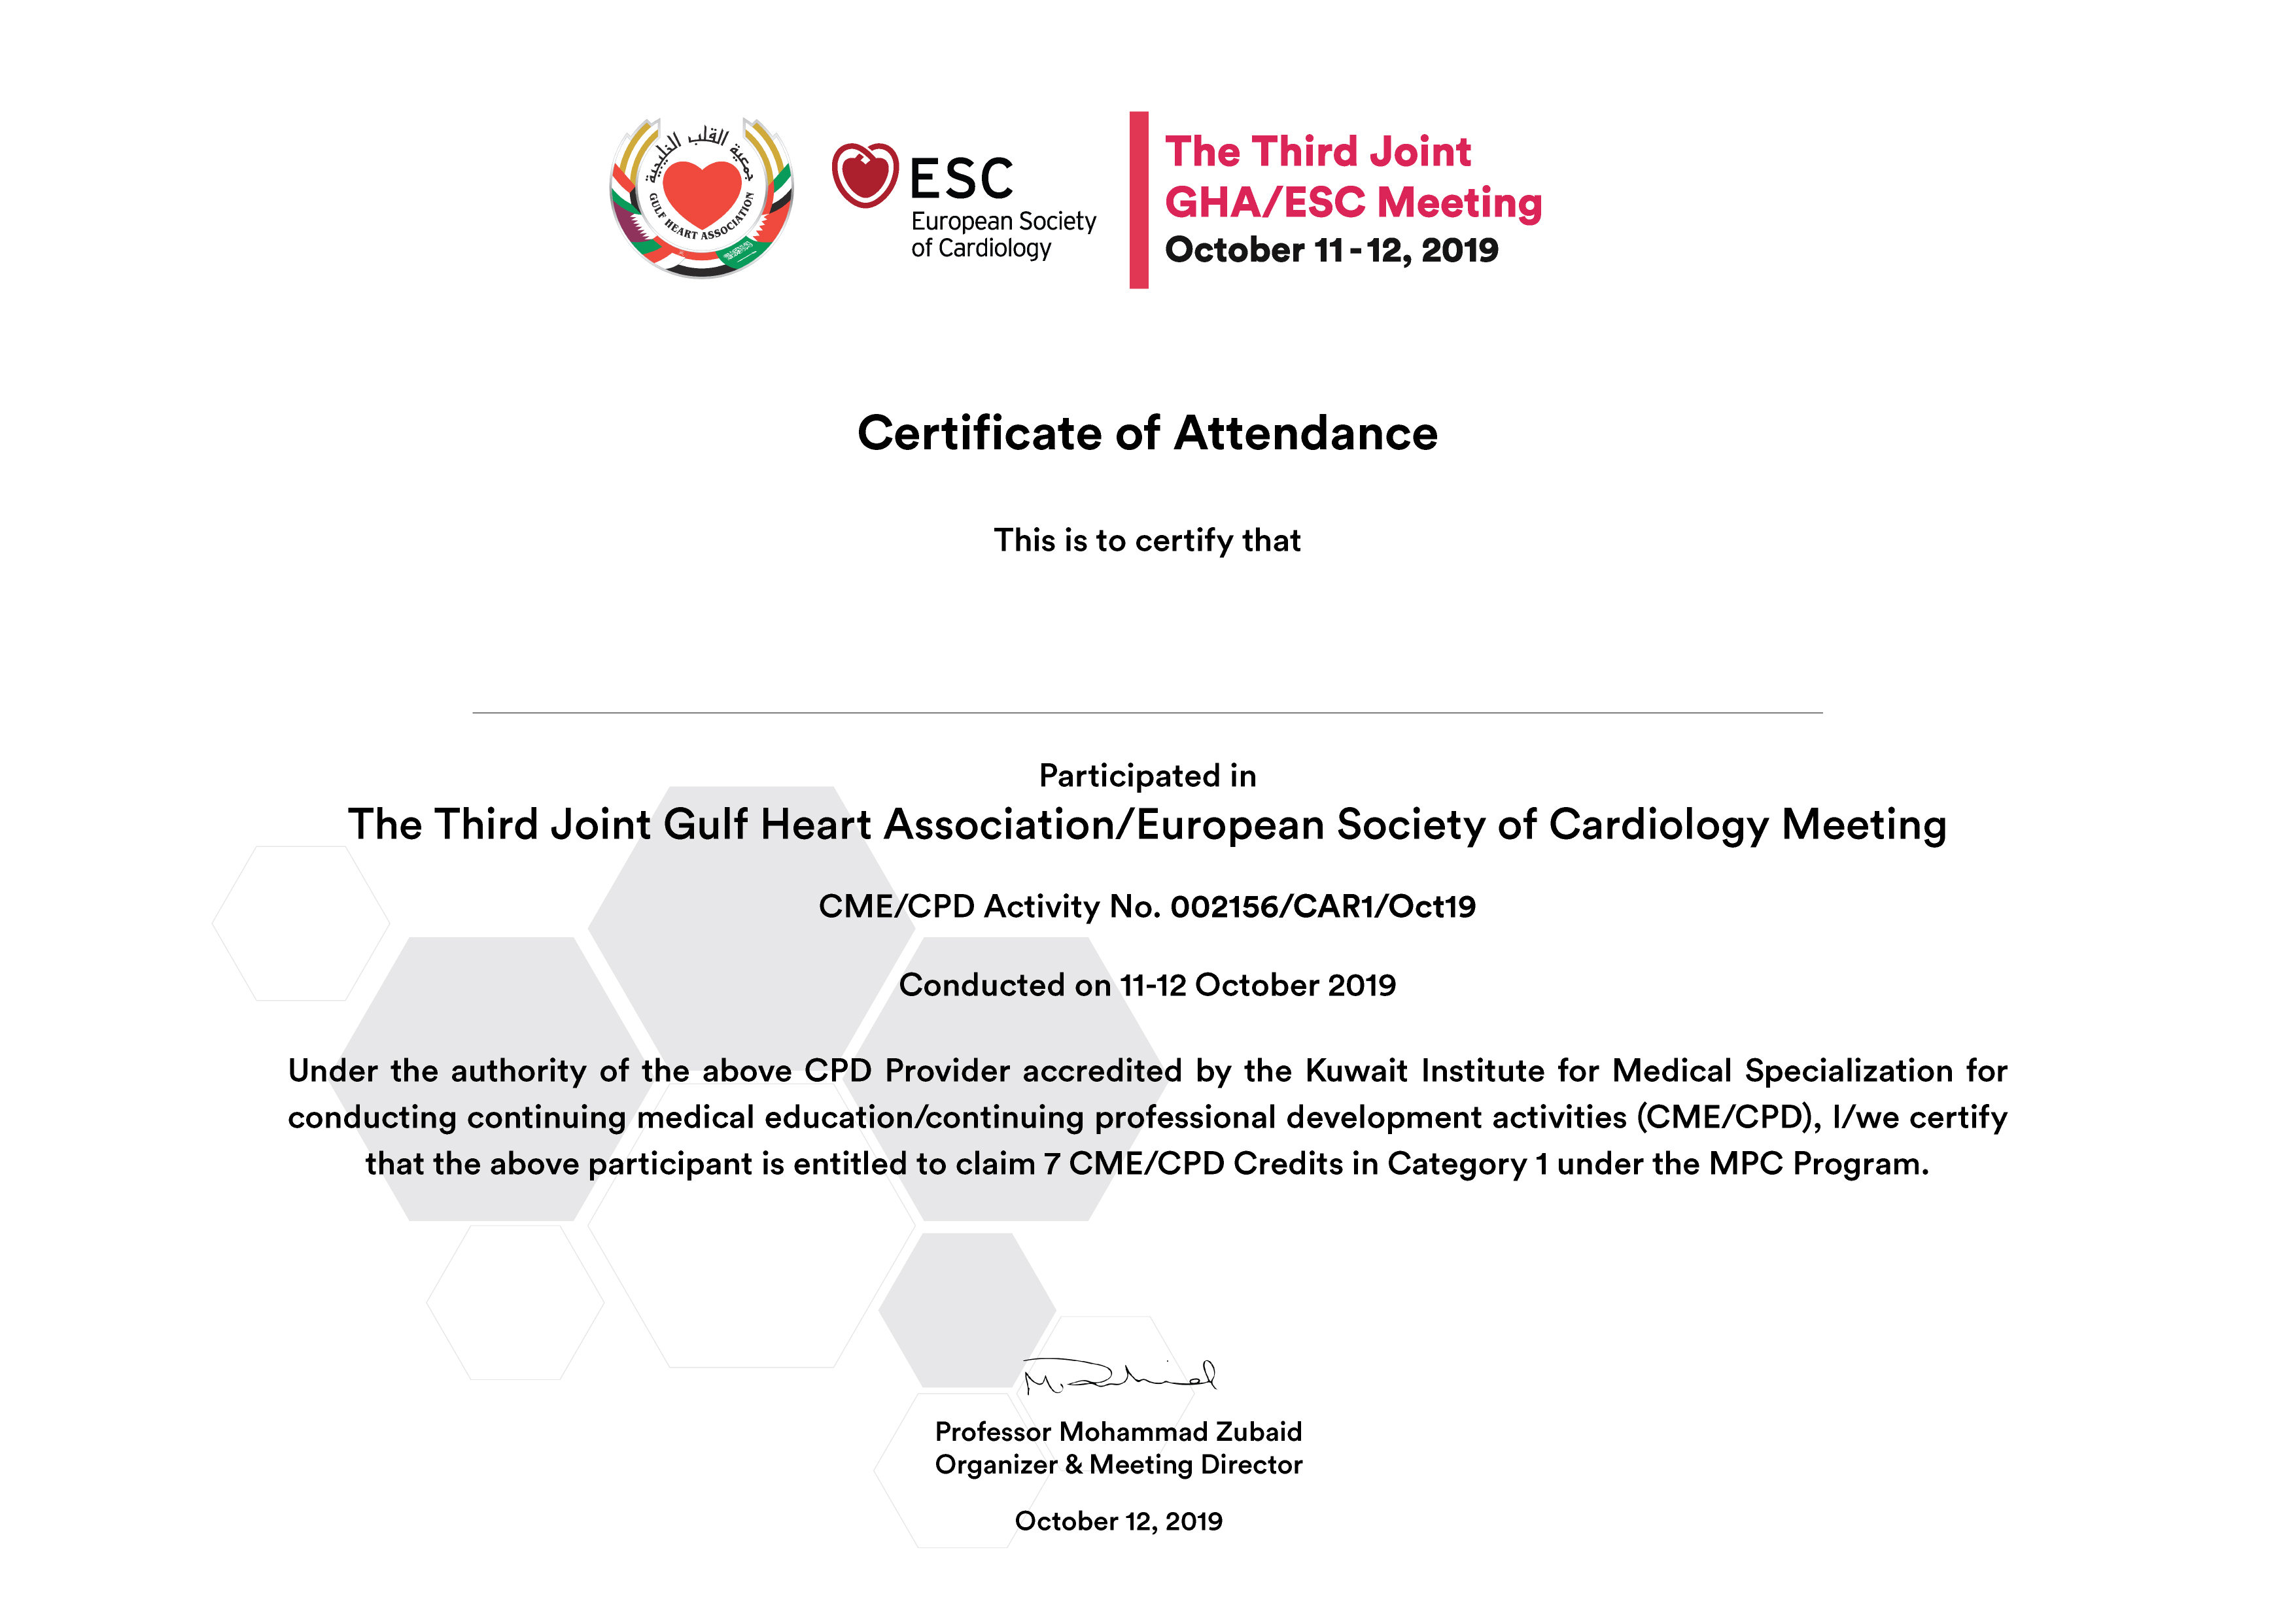 جمعية القلب الخليجية
GULF HEART ASSOCIATION
ESC
European Society
of Cardiology
The Third Joint
GHA/ESC Meeting
October 11 - 12, 2019
Certificate of Attendance
This is to certify that
Participated in
The Third Joint Gulf Heart Association/European Society of Cardiology Meeting
CME/CPD Activity No. 002156/CAR1/Oct19
Conducted on 11-12 October 2019
Under the authority of the above CPD Provider accredited by the Kuwait Institute for Medical Specialization for
conducting continuing medical education/continuing professional development activities (CME/CPD), I/we certify
that the above participant is entitled to claim 7 CME/CPD Credits in Category 1 under the MPC Program.
Professor Mohammad Zubaid
Organizer & Meeting Director
October 12, 2019